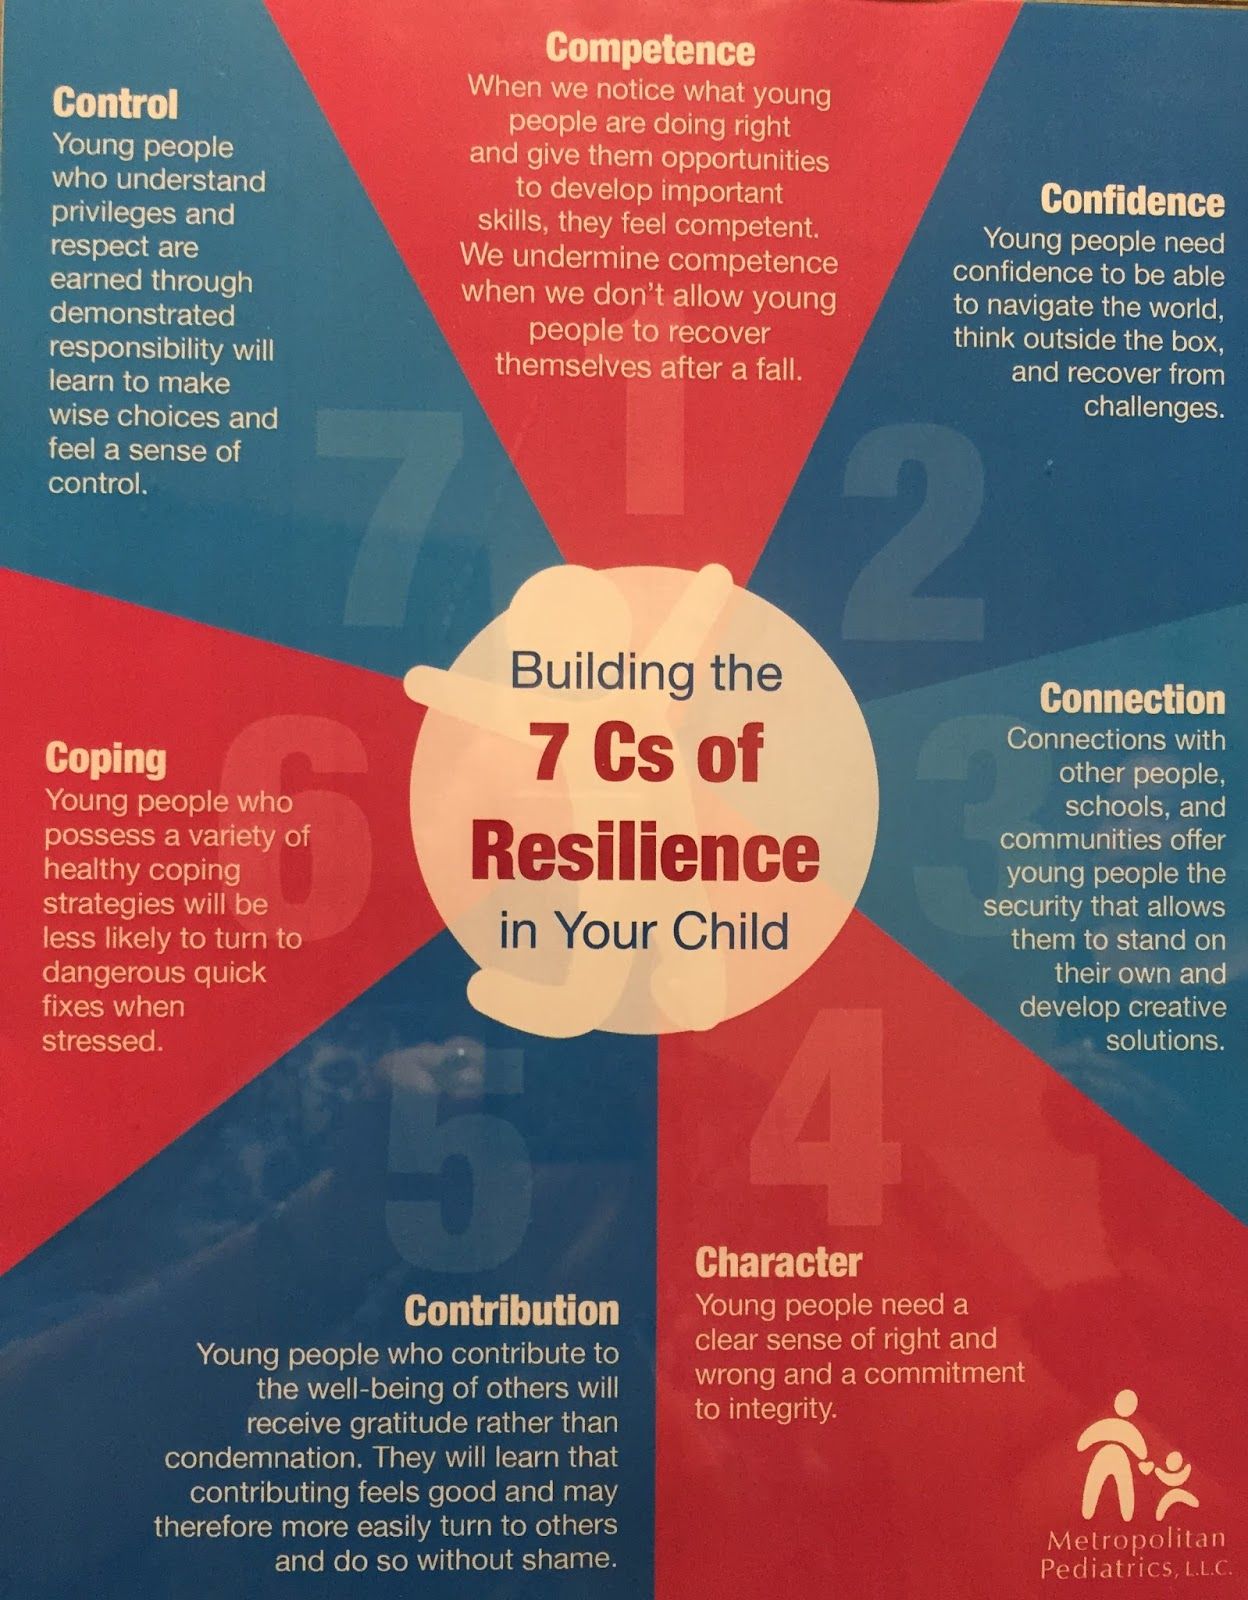 Building the
7 Cs of
Resilience
in Your Child
1
Competence
When we notice what young
people are doing right
and give them opportunities
to develop important
skills, they feel competent.
We undermine competence
when we don't allow young
people to recover
themselves after a fall.
2
Confidence
Young people need
confidence to be able
to navigate the world,
think outside the box,
and recover from
challenges.
3
Connection
Connections with
other people,
schools, and
communities offer
young people the
security that allows
them to stand on
their own and
develop creative
solutions.
4
Character
Young people need a
clear sense of right and
wrong and a commitment
to integrity.
5
Contribution
Young people who contribute to
the well-being of others will
receive gratitude rather than
condemnation. They will learn that
contributing feels good and may
therefore more easily turn to others
and do so without shame.
6
Coping
Young people who
possess a variety of
healthy coping
strategies will be
less likely to turn to
dangerous quick
fixes when
stressed.
7
Control
Young people
who understand
privileges and
respect are
earned through
demonstrated
responsibility will
learn to make
wise choices and
feel a sense of
control.
Metropolitan
Pediatrics, L.L.C.